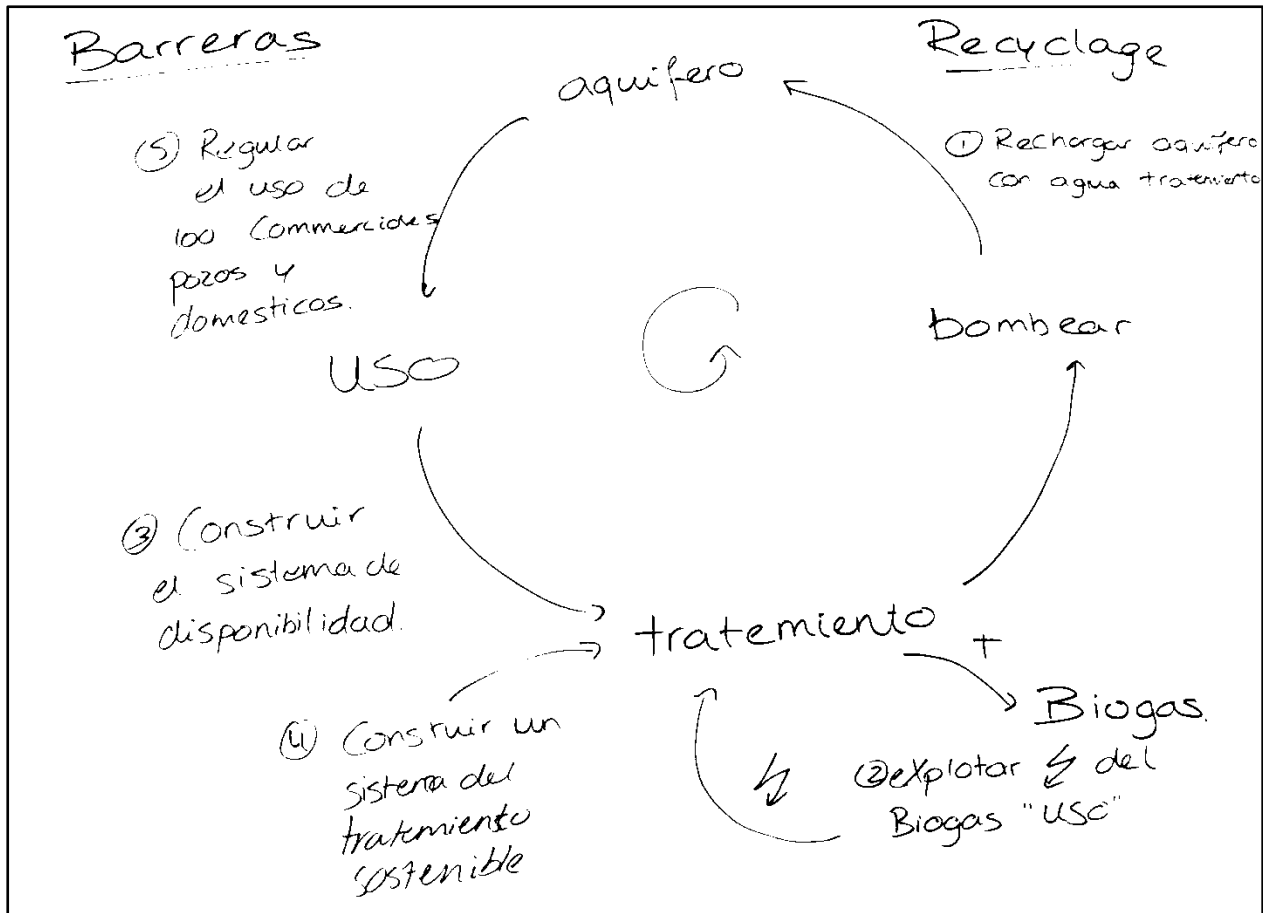 Barreras
Recyclage
aquifero
① Rechargar aquifero
con agua tratemiento
⑤ Regular
el uso de
100 Commerciales
pozos y
domesticos.
bombear
uso
③ Construir
el sistema de
disponibilidad.
tratemiento +
Biogas.
④ Construir un
sistema del
tratemiento
sostenible
② explotar del
Biogas "uso"